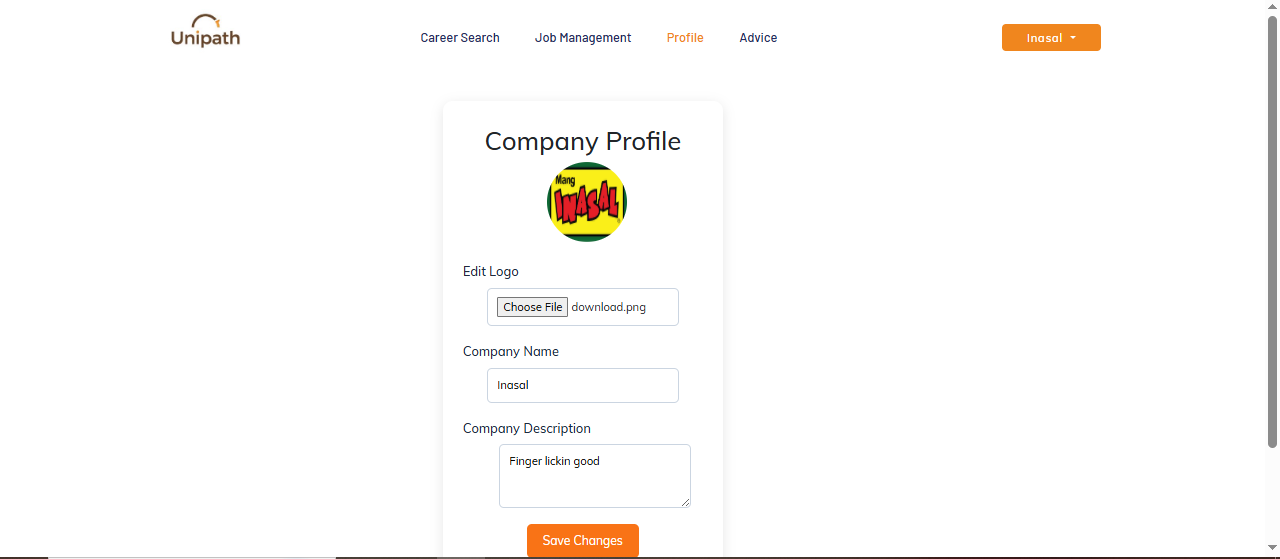 Unipath
Career Search Job Management Profile Advice Inasal
Company Profile
Mang
INASAL
Edit Logo
Choose File download.png
Company Name
Inasal
Company Description
Finger lickin good
Save Changes